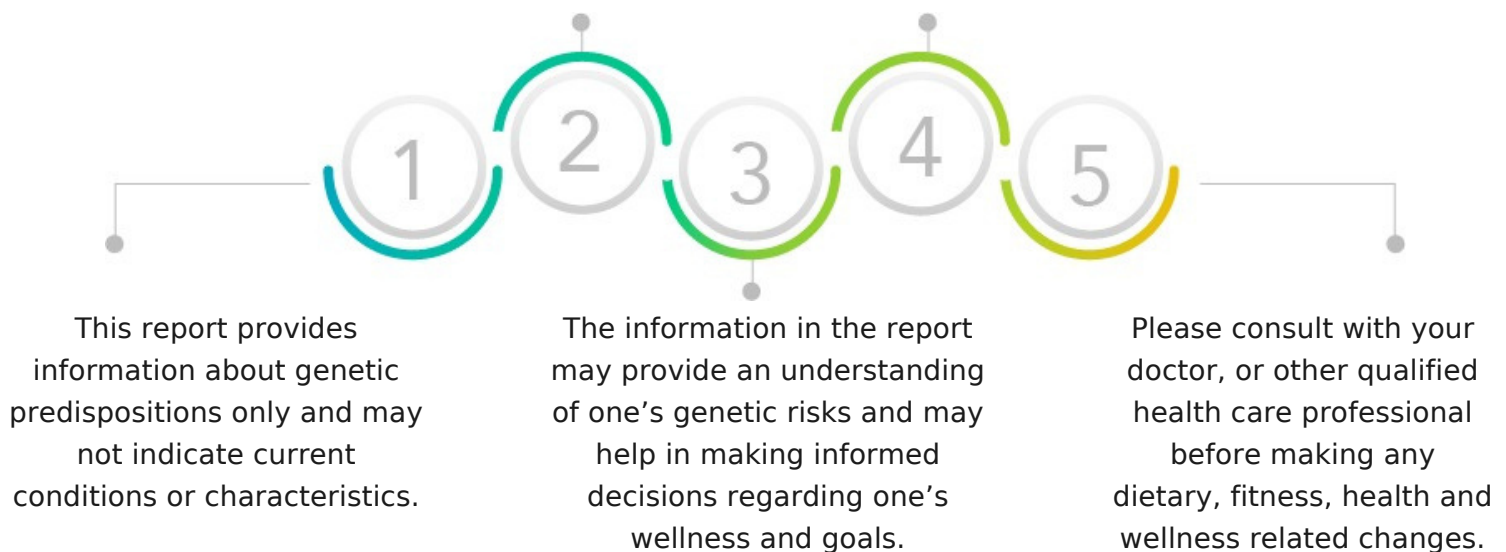 1
2
3
4
5
This report provides
information about genetic
predispositions only and may
not indicate current
conditions or characteristics.
The information in the report
may provide an understanding
of one’s genetic risks and may
help in making informed
decisions regarding one’s
wellness and goals.
Please consult with your
doctor, or other qualified
health care professional
before making any
dietary, fitness, health and
wellness related changes.